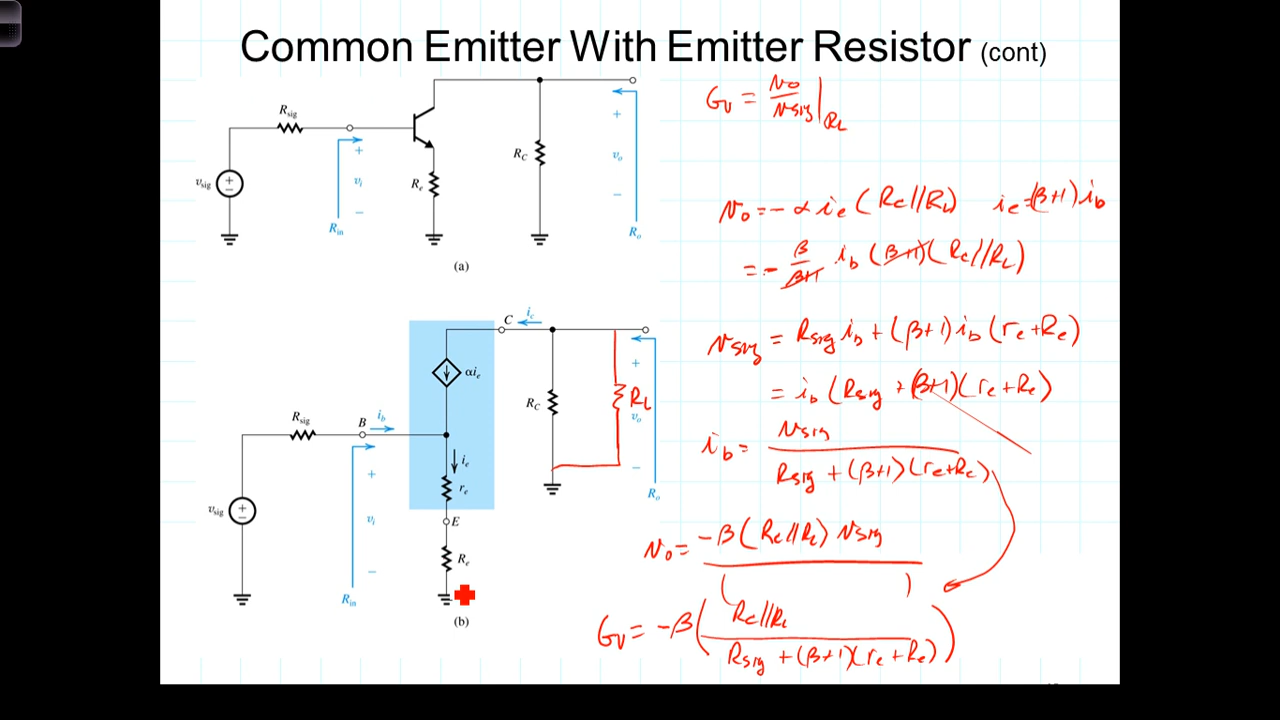 Common Emitter With Emitter Resistor (cont)
Rsig
vsig
+
−
+
vi
−
Rin
Re
RC
+
vo
−
Ro
(a)
Gv = vo/vsig |RL
vo = - α ie (Rc//RL) ie=(β+1)ib
= - β/β+1 ib (β+1)(Rc//RL)
vsig = Rsig ib + (β+1) ib (re+Re)
= ib (Rsig + (β+1)(re+Re)
ib = vsig / Rsig + (β+1)(re+Re)
vo = -β(Rc//RL) vsig / ( )
Gv = -β( Rc//RL / Rsig + (β+1)(re+Re) )
C
ic
αie
RC
RL
+
vo
−
Ro
Rsig
B
ib
ie
re
E
Re
vsig
+
−
+
vi
−
Rin
(b)